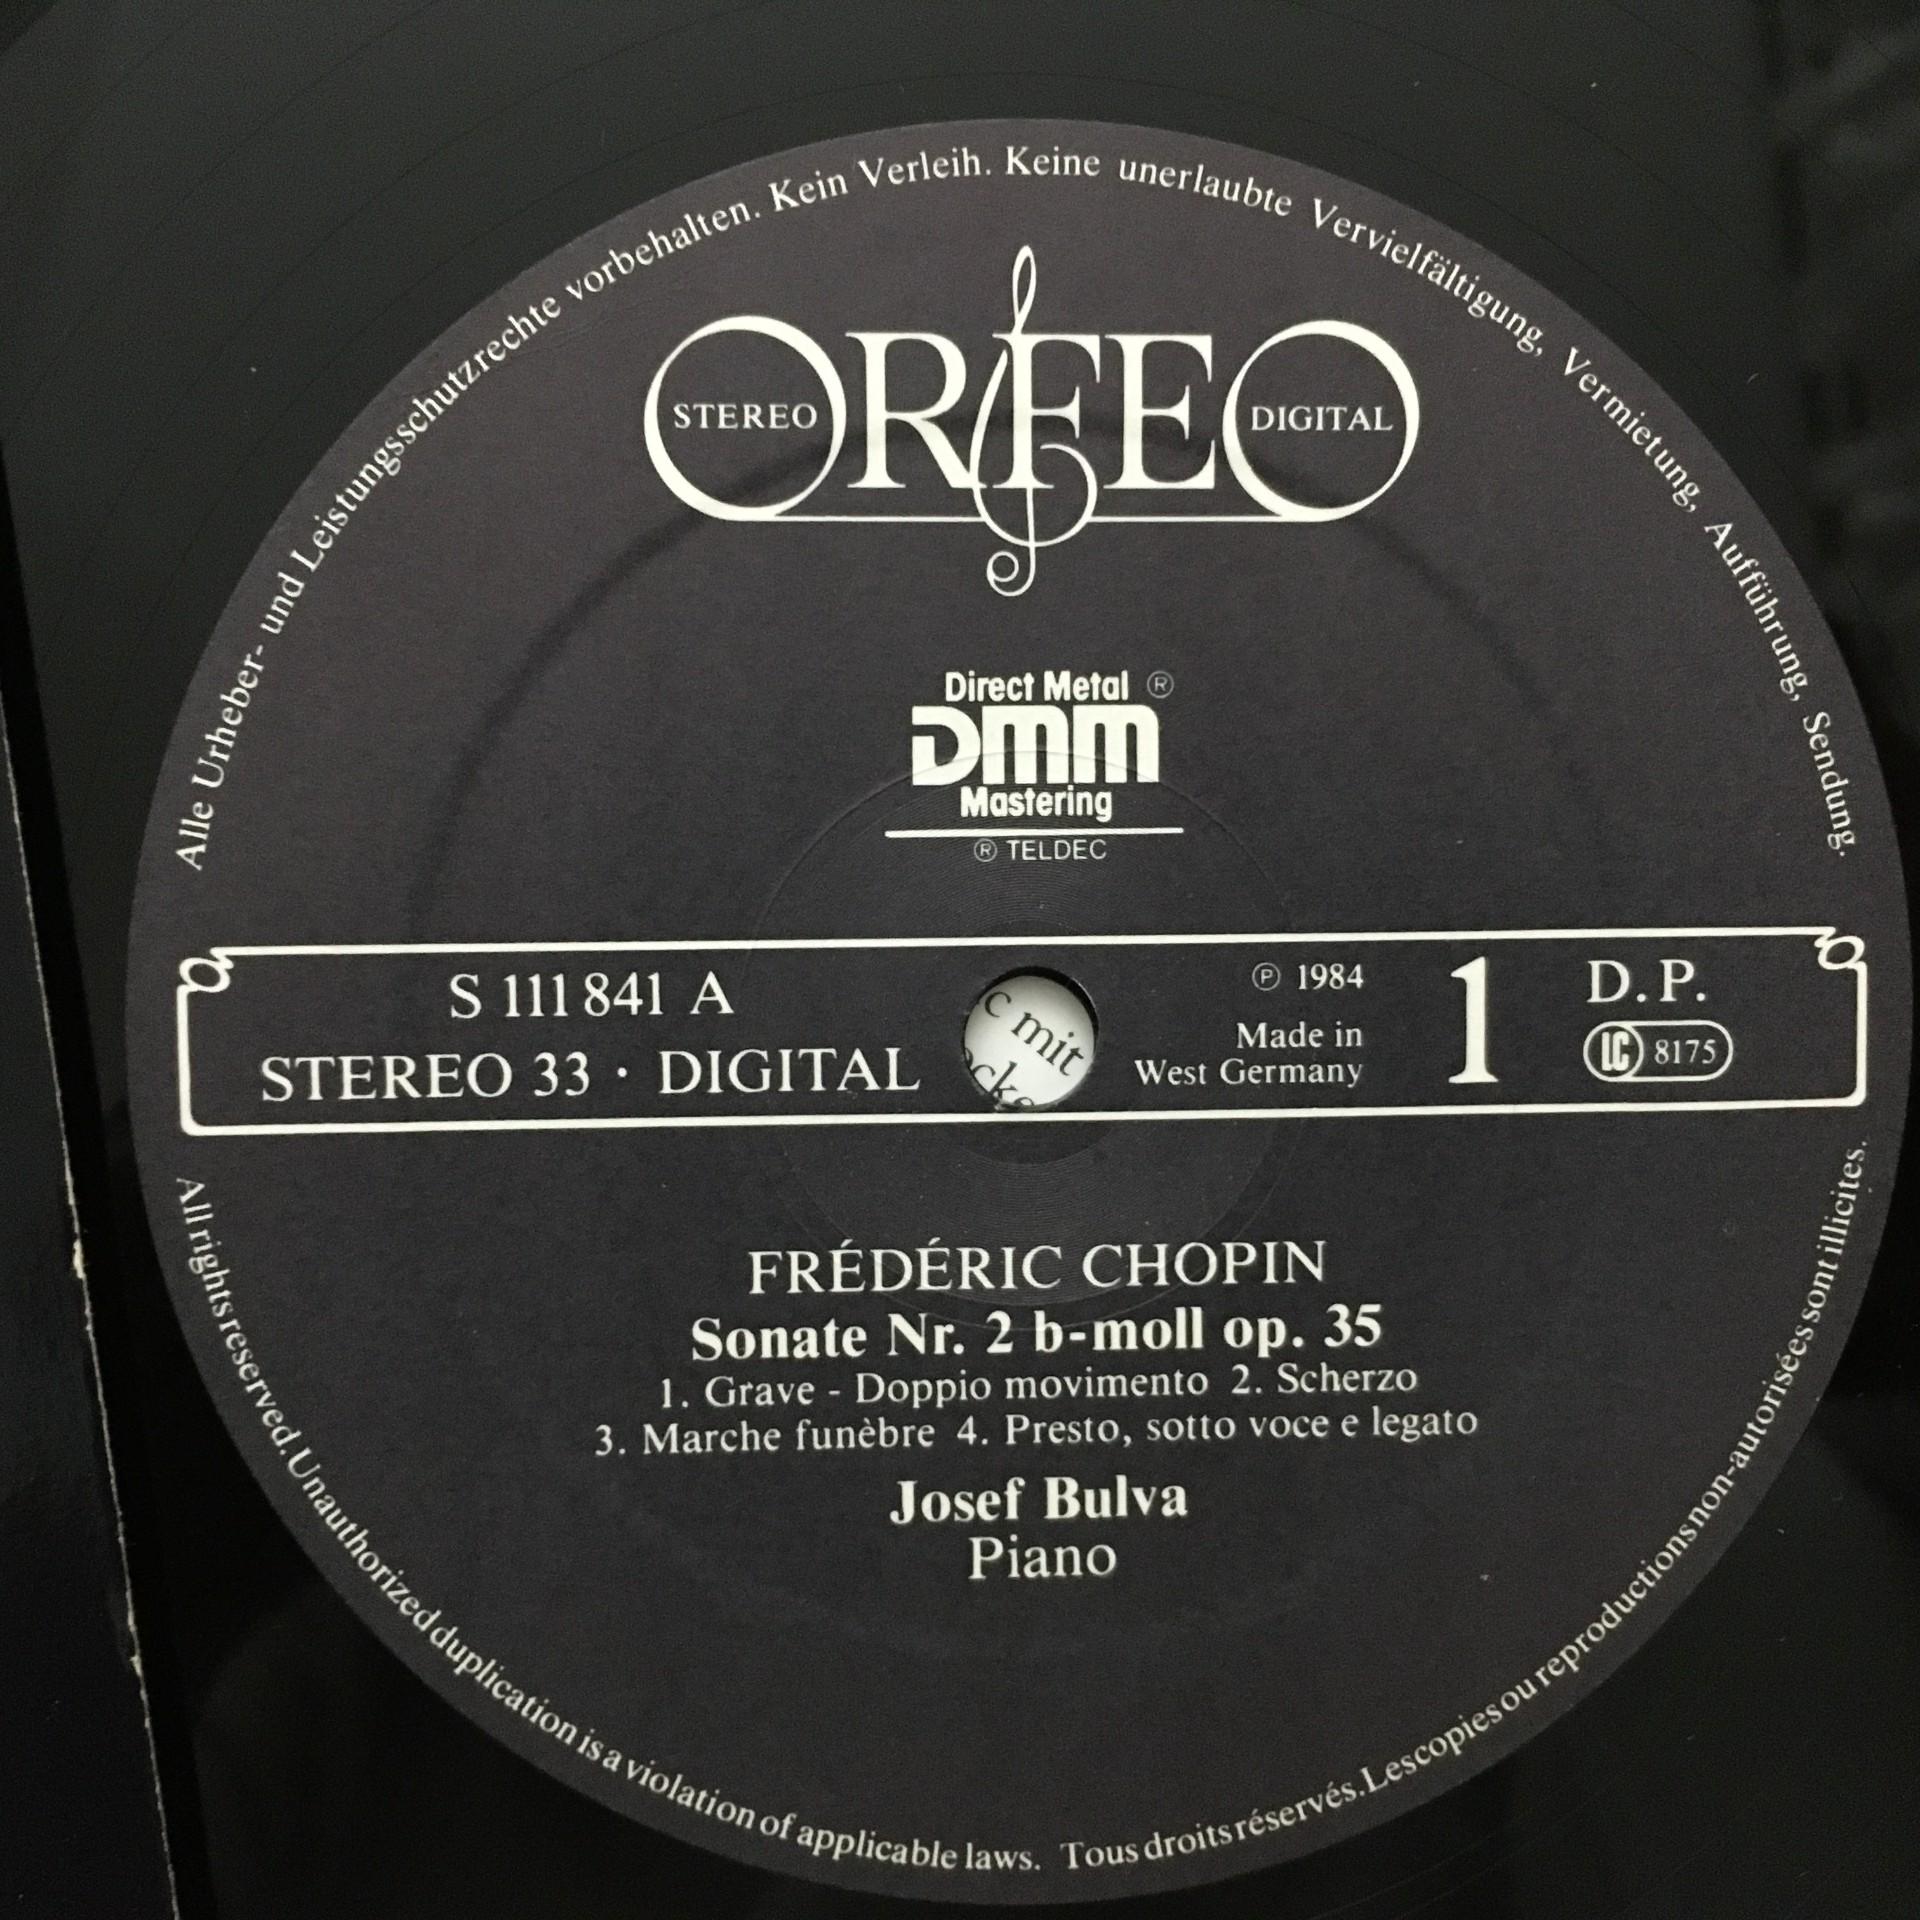 Alle Urheber- und Leistungsschutzrechte vorbehalten. Kein Verleih. Keine unerlaubte Vervielfältigung, Vermietung, Aufführung, Sendung.
ORFEO
STEREO
DIGITAL
Direct Metal ®
DMM
Mastering
® TELDEC
S 111 841 A
STEREO 33 · DIGITAL
c mit
ocke
℗ 1984
Made in
West Germany
1
D.P.
LC 8175
FRÉDÉRIC CHOPIN
Sonate Nr. 2 b-moll op. 35
1. Grave - Doppio movimento 2. Scherzo
3. Marche funèbre 4. Presto, sotto voce e legato
Josef Bulva
Piano
All rights reserved. Unauthorized duplication is a violation of applicable laws. Tous droits réservés. Les copies ou reproductions non-autorisées sont illicites.